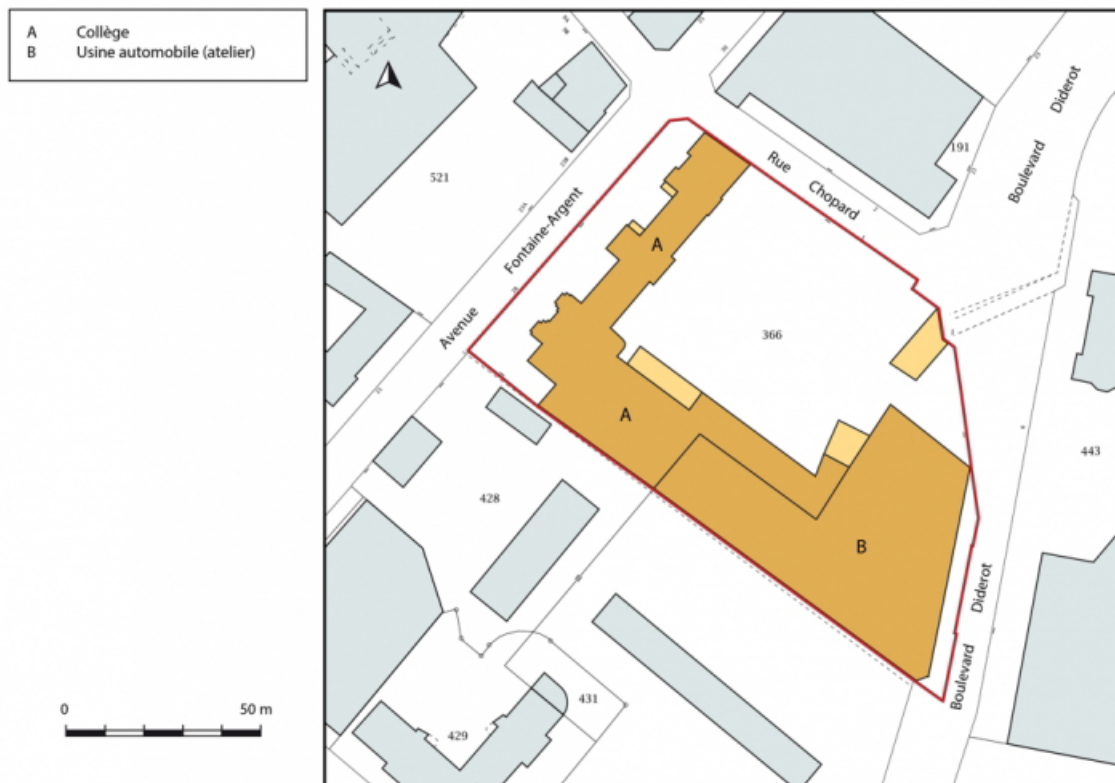 A Collège
B Usine automobile (atelier)
0 50 m
521
Avenue Fontaine-Argent
Rue Chopard
191
Boulevard Diderot
A
366
A
443
428
B
Boulevard Diderot
431
429